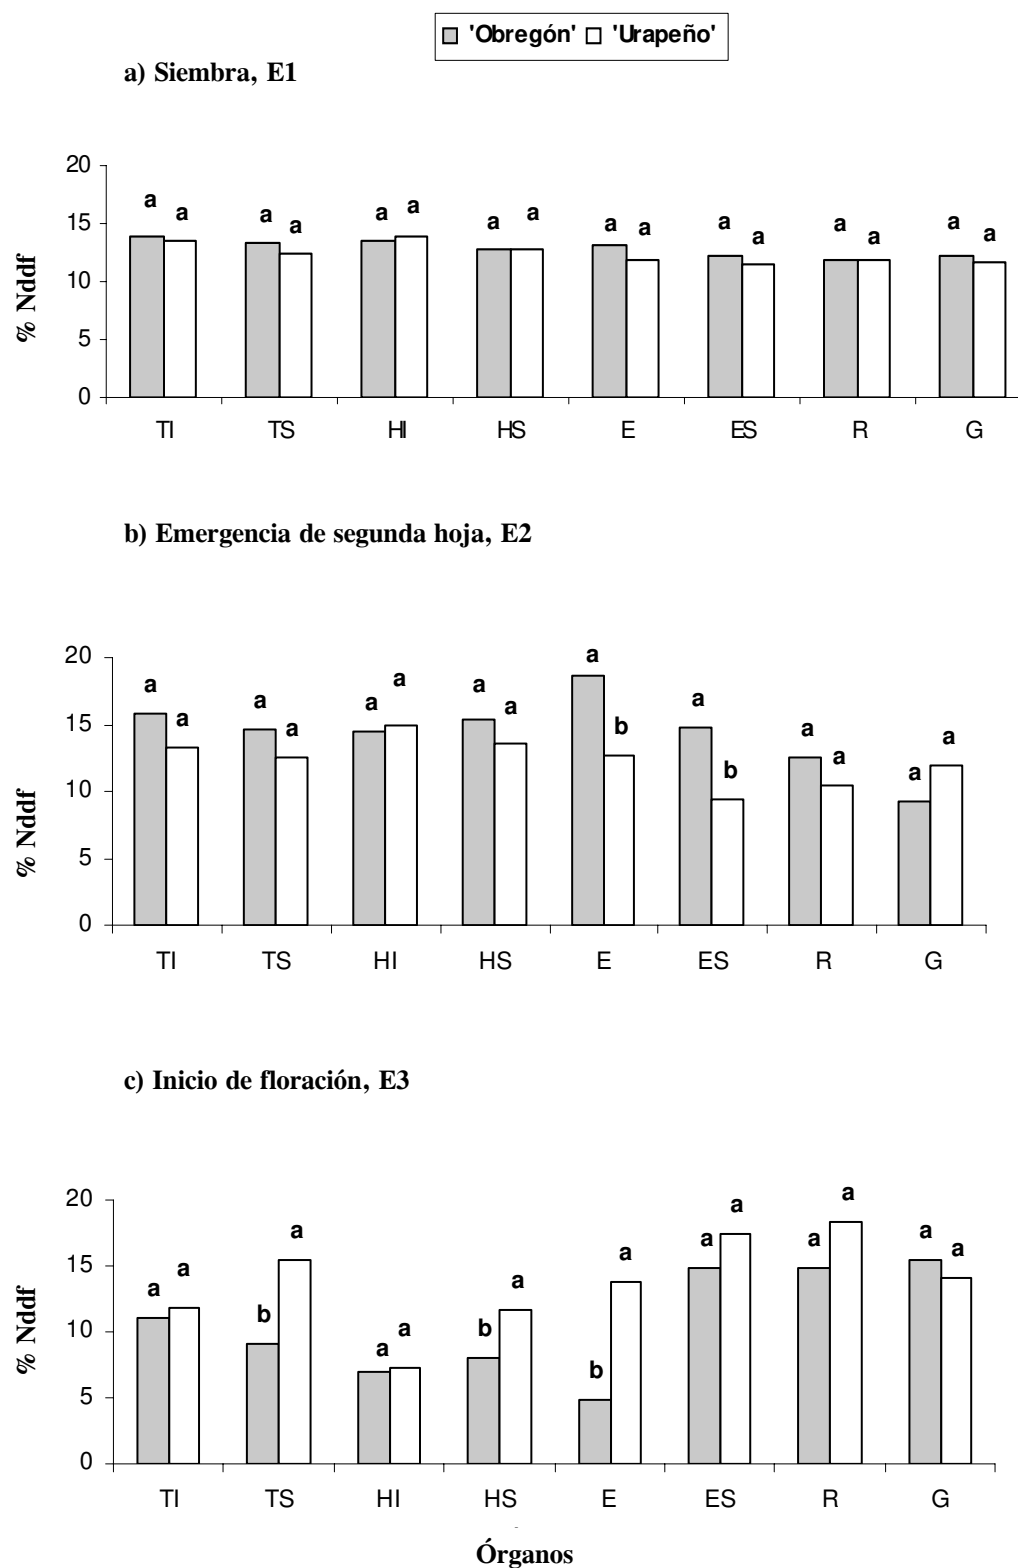 'Obregón' 'Urapeño'
a) Siembra, E1
20
a a a a a a a a a a a a a a a a
15
10
5
0
% Nddf
TI TS HI HS E ES R G
b) Emergencia de segunda hoja, E2
20
a a a a a a a a a b a b a a a a
15
10
5
0
% Nddf
TI TS HI HS E ES R G
c) Inicio de floración, E3
20
a a b a a a b a b a a a a a a a
15
10
5
0
% Nddf
TI TS HI HS E ES R G
Órganos